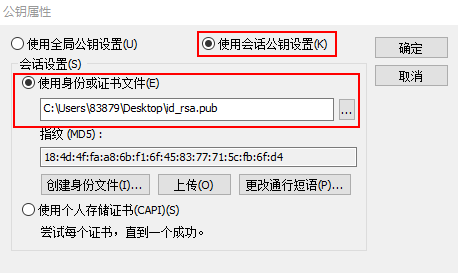 公钥属性
使用全局公钥设置(U)
使用会话公钥设置(K)
确定
会话设置(S)
取消
使用身份或证书文件(E)
C:\Users\83879\Desktop\id_rsa.pub
...
指纹 (MD5):
18:4d:4f:fa:a8:6b:f1:6f:45:83:77:71:5c:fb:6f:d4
创建身份文件(I)...
上传(O)
更改通行短语(P)...
使用个人存储证书(CAPI)(S)
尝试每个证书，直到一个成功。